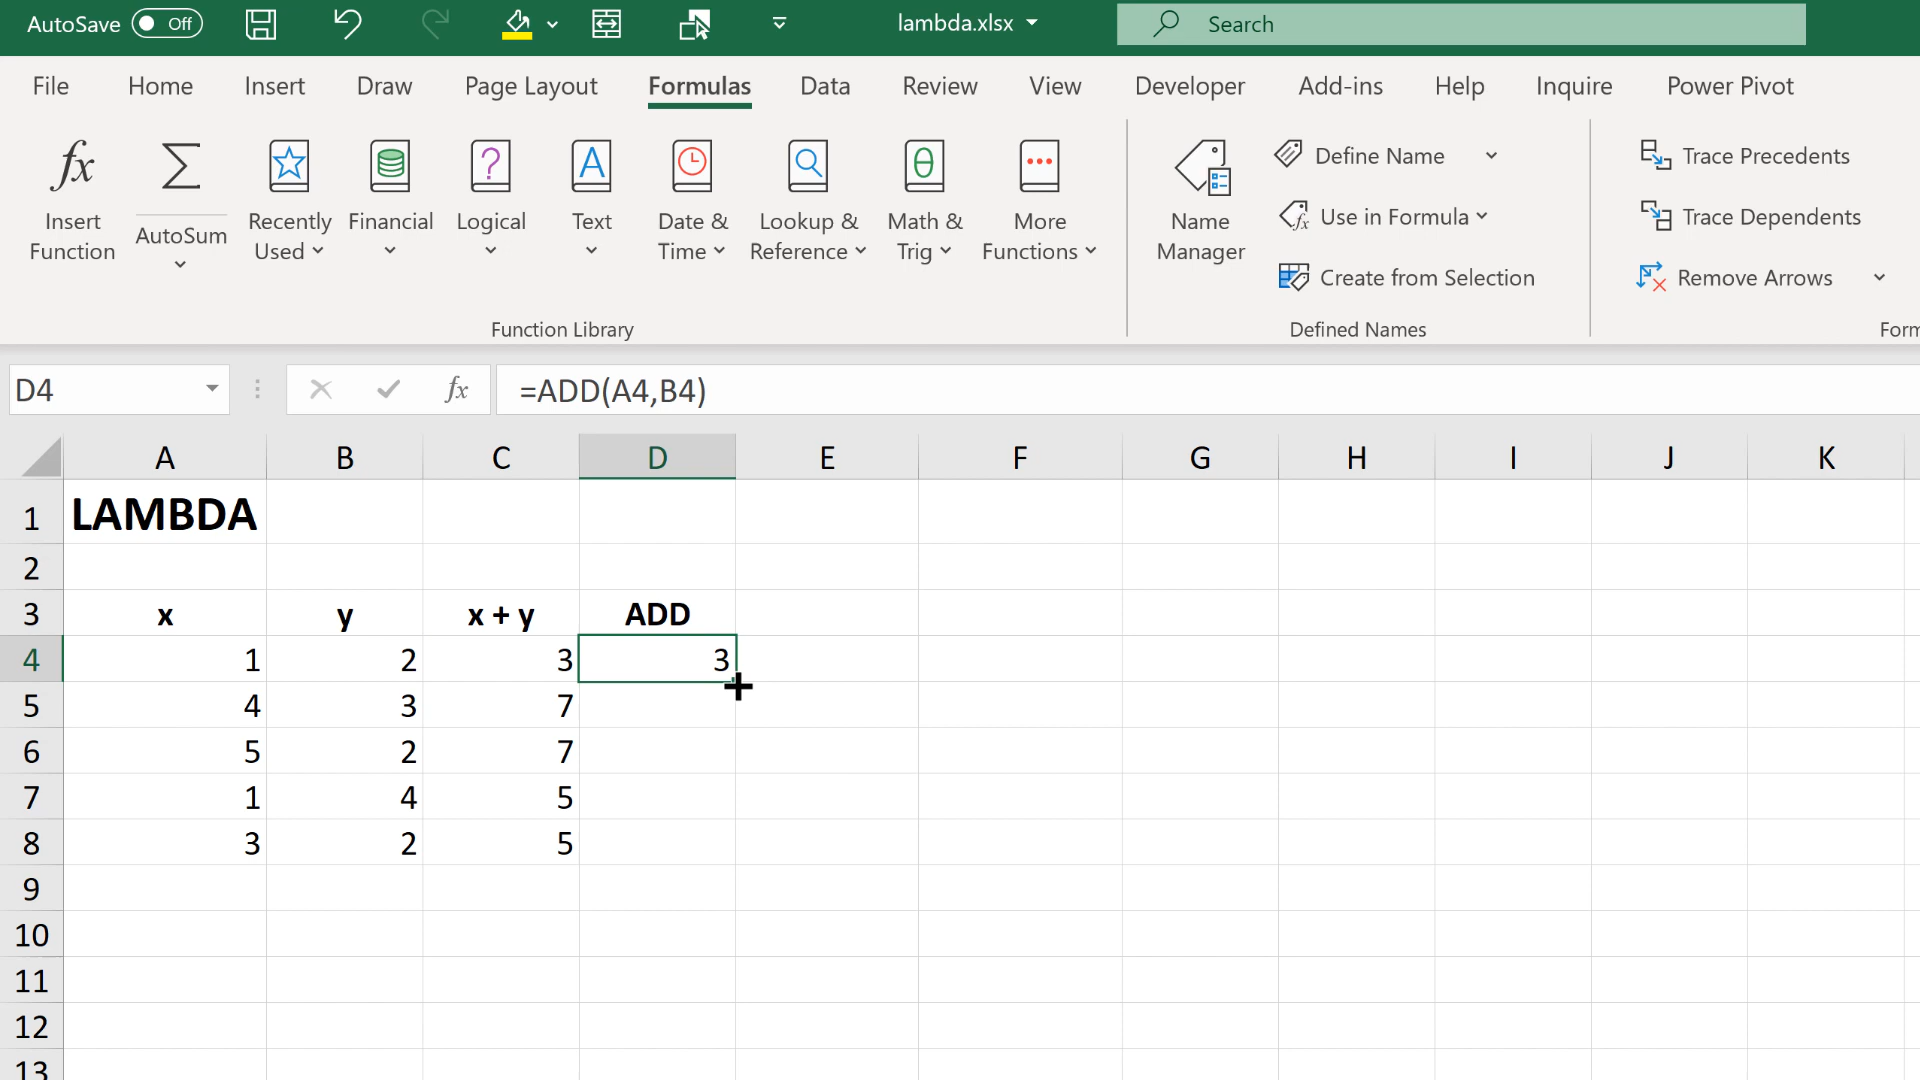 AutoSave Off lambda.xlsx Search
File Home Insert Draw Page Layout Formulas Data Review View Developer Add-ins Help Inquire Power Pivot
Insert Function
AutoSum
Recently Used
Financial
Logical
Text
Date & Time
Lookup & Reference
Math & Trig
More Functions
Function Library
Name Manager
Define Name
Use in Formula
Create from Selection
Defined Names
Trace Precedents
Trace Dependents
Remove Arrows
Form
D4 fx =ADD(A4,B4)
A B C D E F G H I J K
1 LAMBDA
2
3 x y x + y ADD
4 1 2 3 3
5 4 3 7
6 5 2 7
7 1 4 5
8 3 2 5
9
10
11
12
13